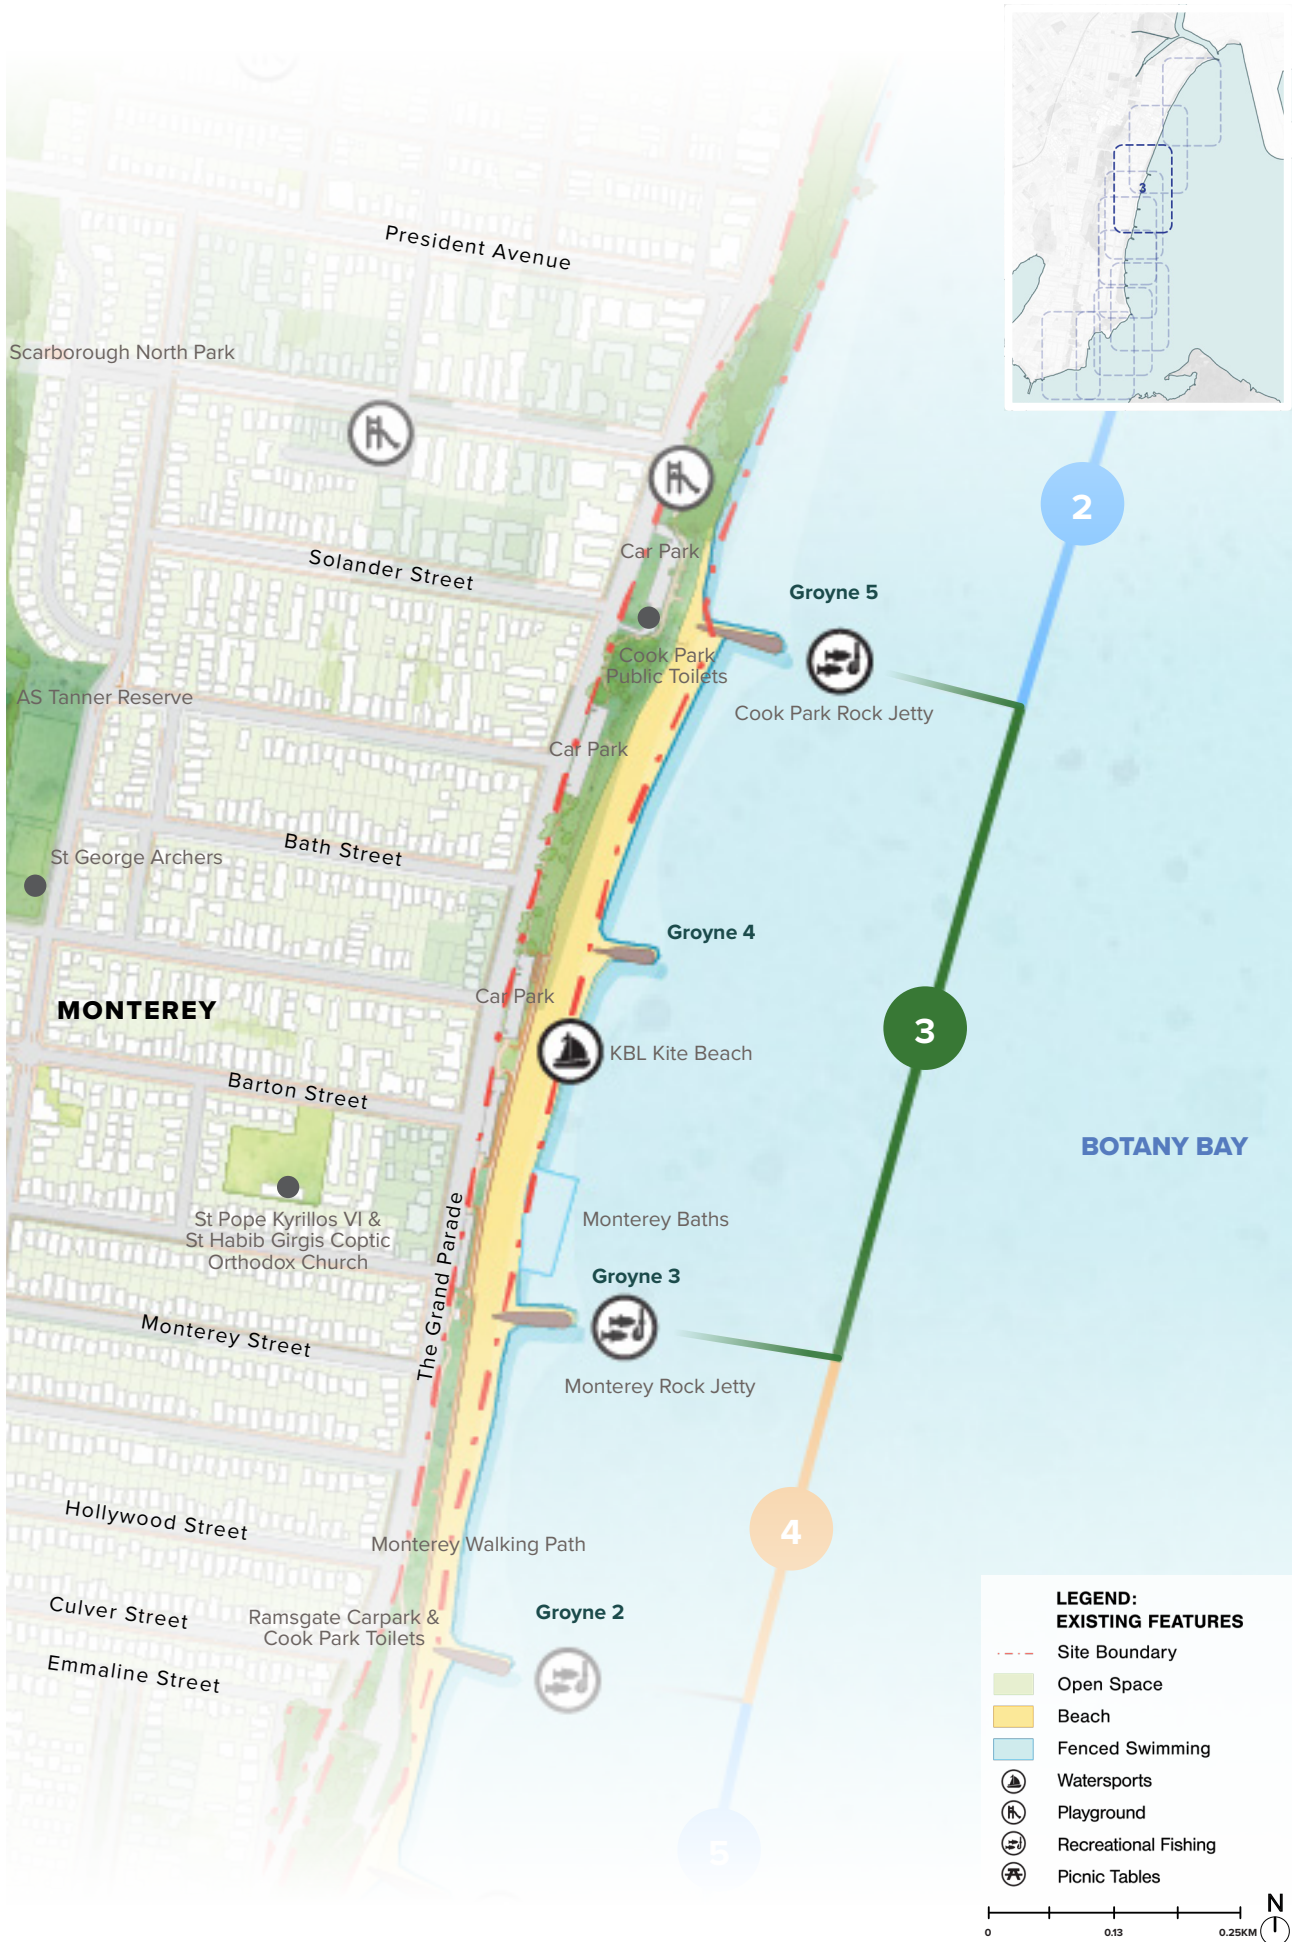 3
President Avenue
Scarborough North Park
2
Solander Street
Car Park
Groyne 5
Cook Park
Public Toilets
AS Tanner Reserve
Cook Park Rock Jetty
Car Park
Bath Street
St George Archers
Groyne 4
Car Park
MONTEREY
3
KBL Kite Beach
Barton Street
BOTANY BAY
St Pope Kyrillos VI &
St Habib Girgis Coptic
Orthodox Church
The Grand Parade
Monterey Baths
Groyne 3
Monterey Street
Monterey Rock Jetty
Hollywood Street
4
Monterey Walking Path
Culver Street
Ramsgate Carpark &
Cook Park Toilets
Groyne 2
Emmaline Street
5
LEGEND:
EXISTING FEATURES
Site Boundary
Open Space
Beach
Fenced Swimming
Watersports
Playground
Recreational Fishing
Picnic Tables
N
0 0.13 0.25KM